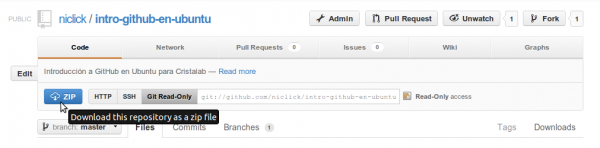 PUBLIC niclick / intro-github-en-ubuntu Admin Pull Request Unwatch 1 Fork 1
Code Network Pull Requests 0 Issues 0 Wiki Graphs
Edit Introducción a GitHub en Ubuntu para Cristalab — Read more
ZIP HTTP SSH Git Read-Only git://github.com/niclick/intro-github-en-ubuntu Read-Only access
Download this repository as a zip file
branch: master Files Commits Branches 1 Tags Downloads